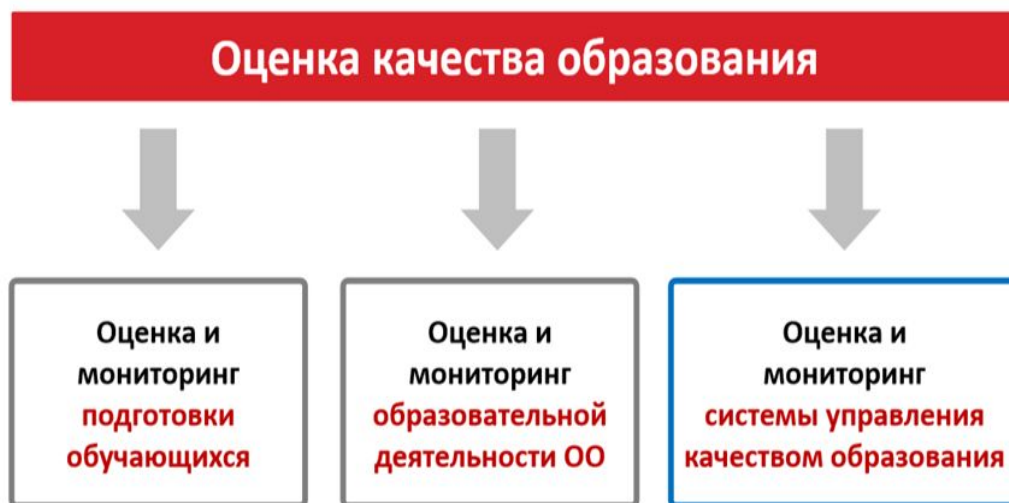 Оценка качества образования
Оценка и
мониторинг
подготовки
обучающихся
Оценка и
мониторинг
образовательной
деятельности ОО
Оценка и
мониторинг
системы управления
качеством образования